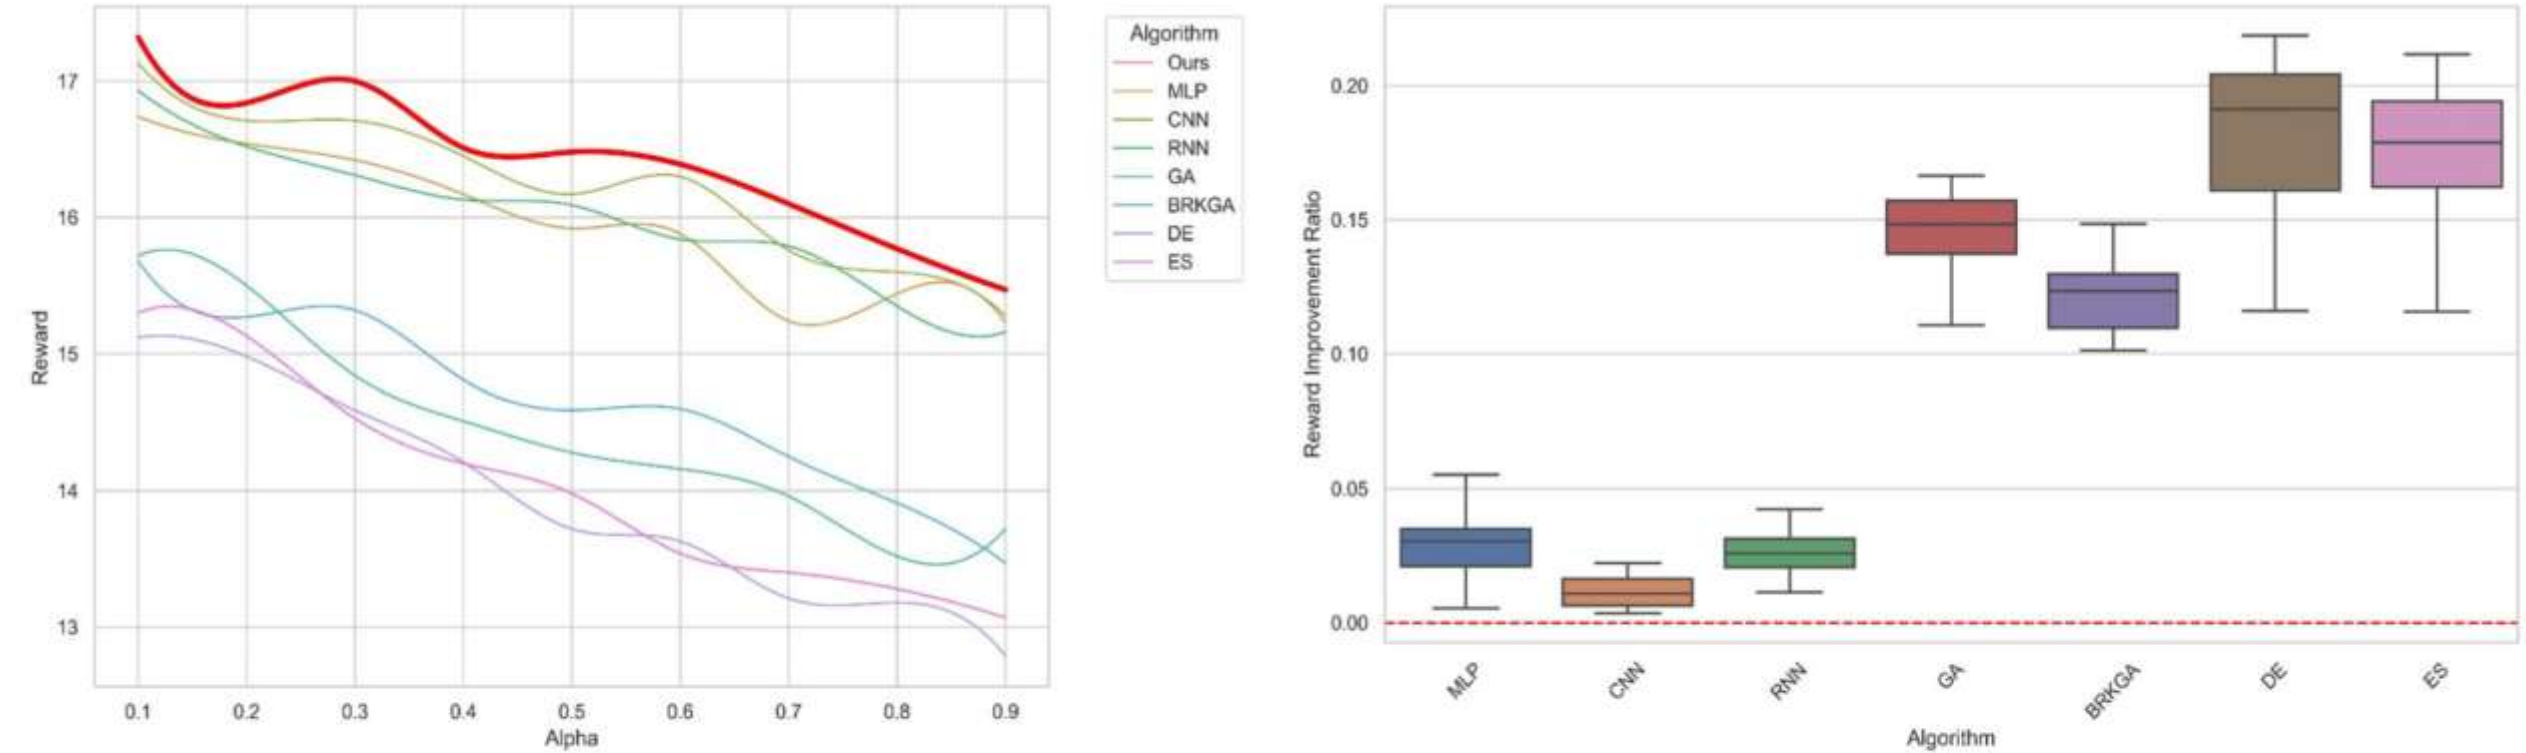 17
16
15
14
13
Reward
0.1 0.2 0.3 0.4 0.5 0.6 0.7 0.8 0.9
Alpha
Algorithm
Ours
MLP
CNN
RNN
GA
BRKGA
DE
ES
0.20
0.15
0.10
0.05
0.00
Reward Improvement Ratio
MLP CNN RNN GA BRKGA DE ES
Algorithm